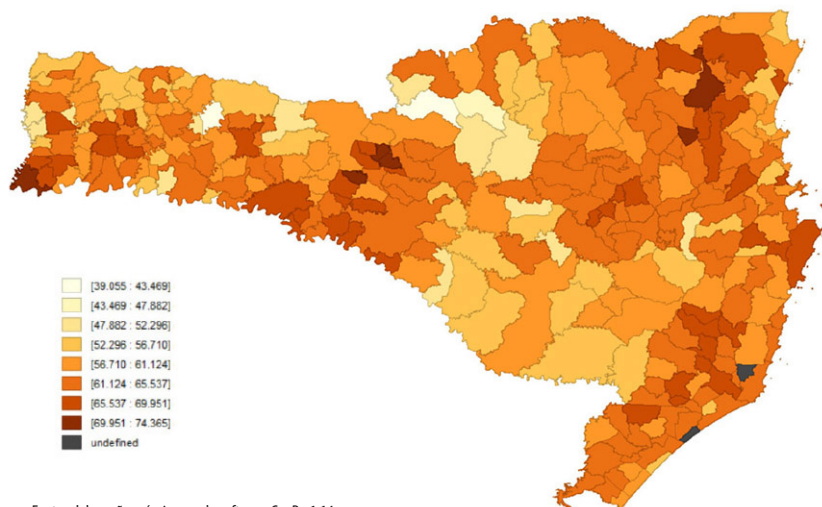 [39.055 : 43.469]
[43.469 : 47.882]
[47.882 : 52.296]
[52.296 : 56.710]
[56.710 : 61.124]
[61.124 : 65.537]
[65.537 : 69.951]
[69.951 : 74.365]
undefined